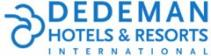 DEDEMAN
HOTELS & RESORTS
INTERNATIONAL